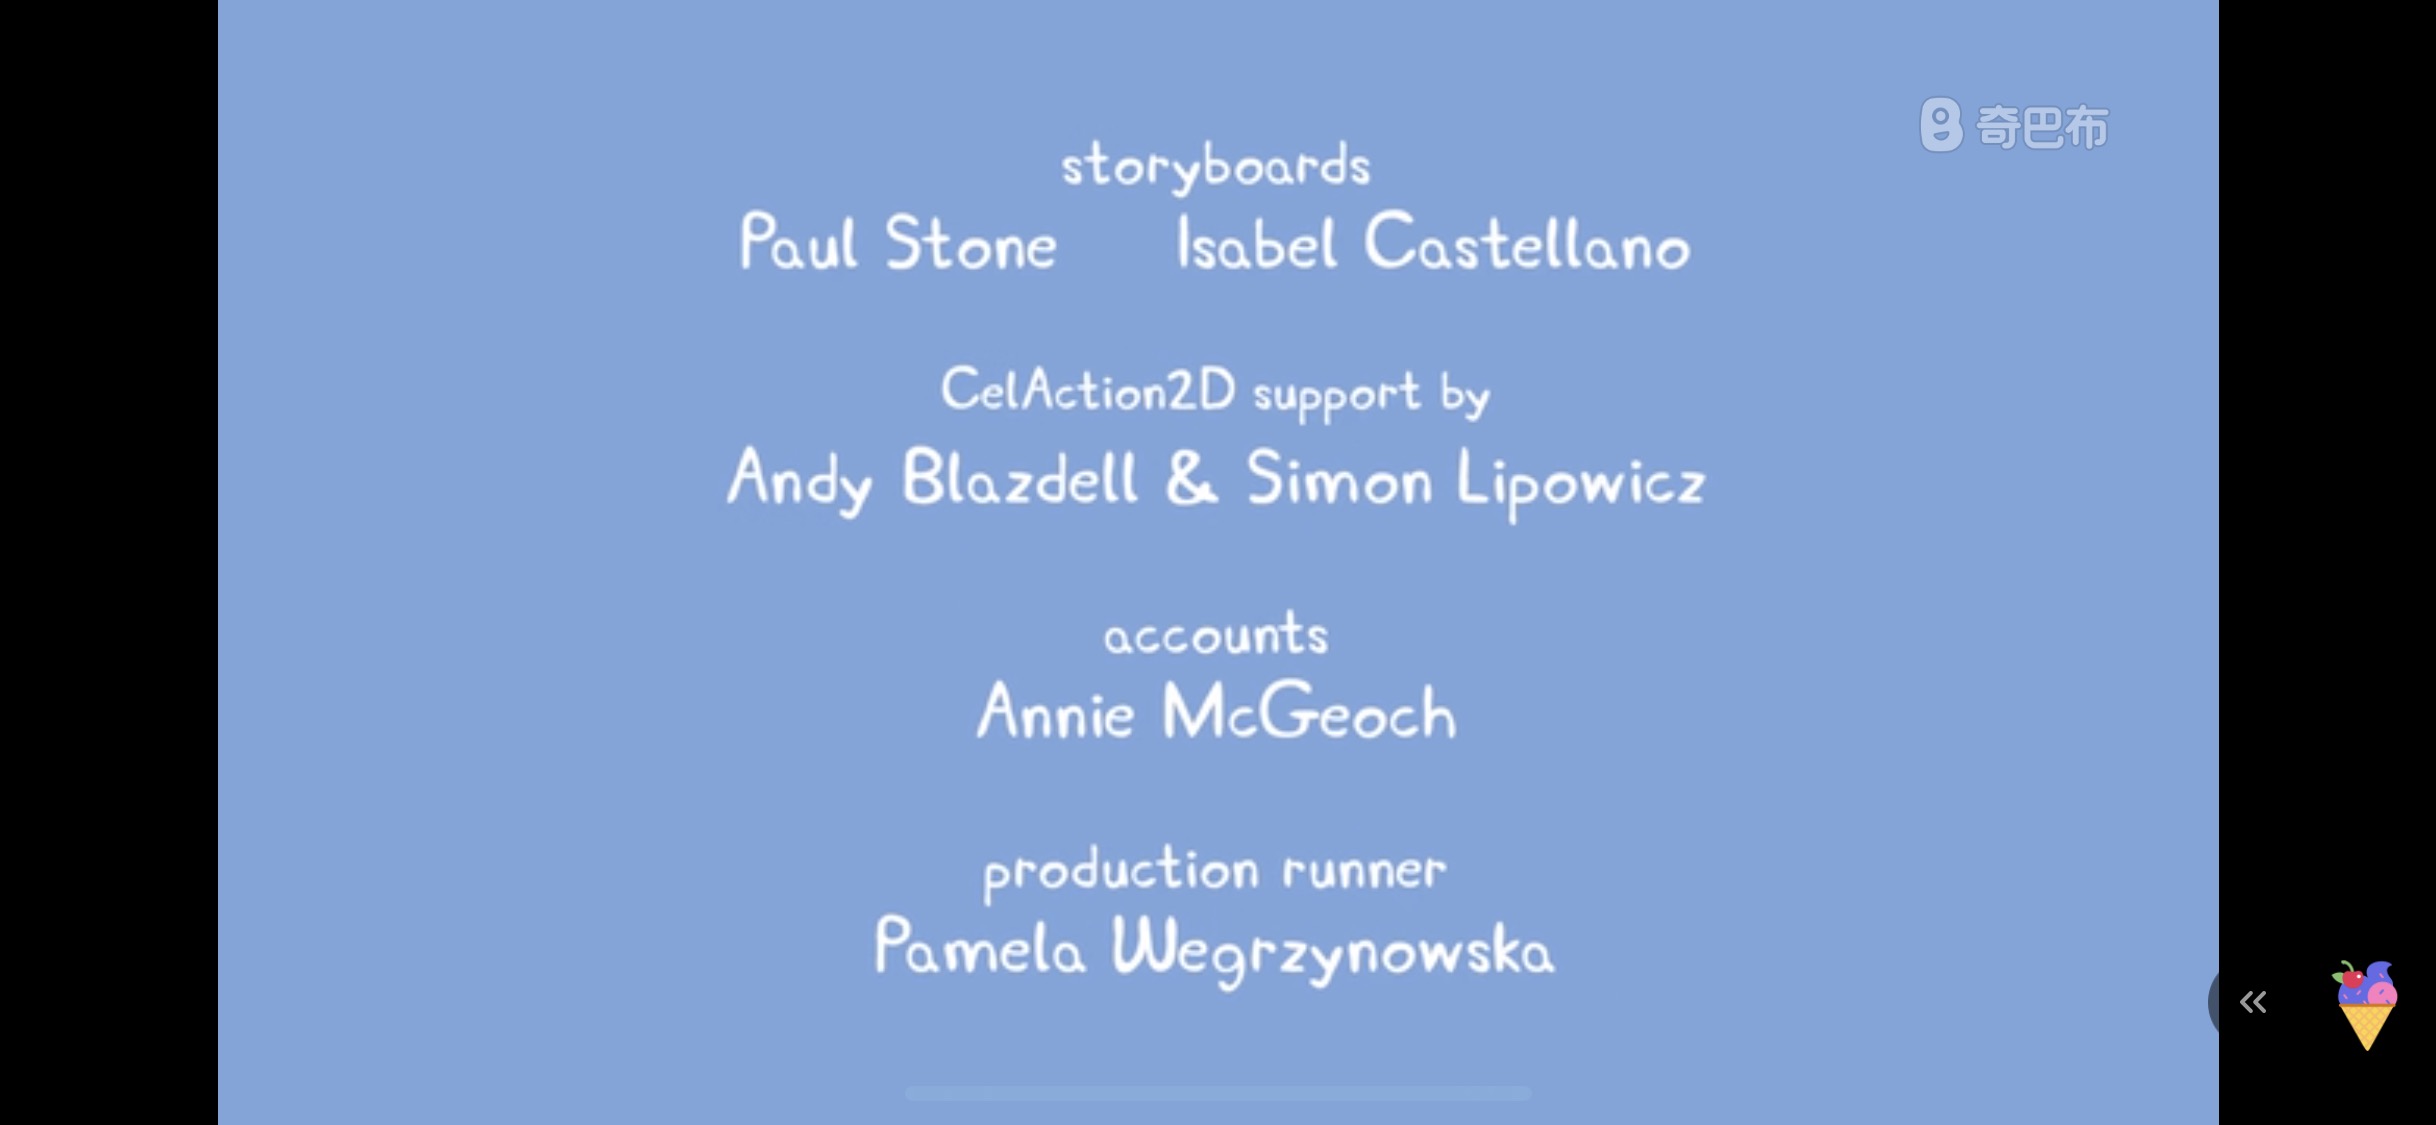 奇巴布
storyboards
Paul Stone Isabel Castellano
CelAction2D support by
Andy Blazdell & Simon Lipowicz
accounts
Annie McGeoch
production runner
Pamela Wegrzynowska